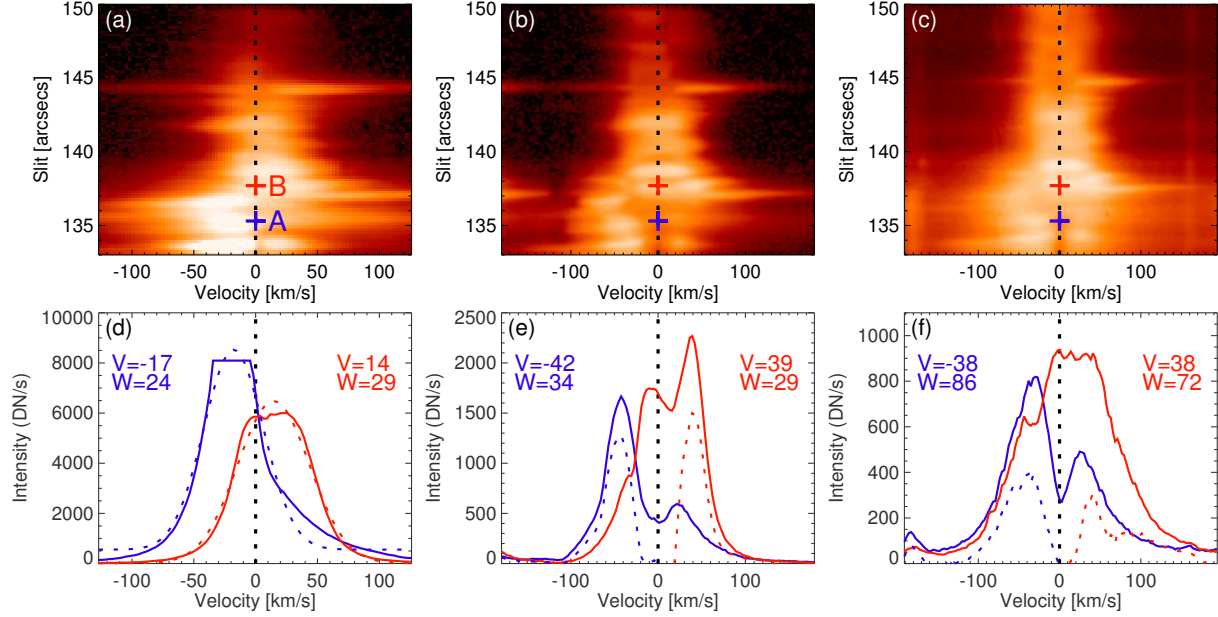 (a)
150
145
140
135
Slit [arcsecs]
B
A
-100 -50 0 50 100
Velocity [km/s]
(b)
150
145
140
135
Slit [arcsecs]
-100 0 100
Velocity [km/s]
(c)
150
145
140
135
Slit [arcsecs]
-100 0 100
Velocity [km/s]
(d)
10000
8000
6000
4000
2000
0
Intensity (DN/s)
V=-17
W=24
V=14
W=29
-100 -50 0 50 100
Velocity [km/s]
(e)
2500
2000
1500
1000
500
0
Intensity (DN/s)
V=-42
W=34
V=39
W=29
-100 0 100
Velocity [km/s]
(f)
1000
800
600
400
200
0
Intensity (DN/s)
V=-38
W=86
V=38
W=72
-100 0 100
Velocity [km/s]